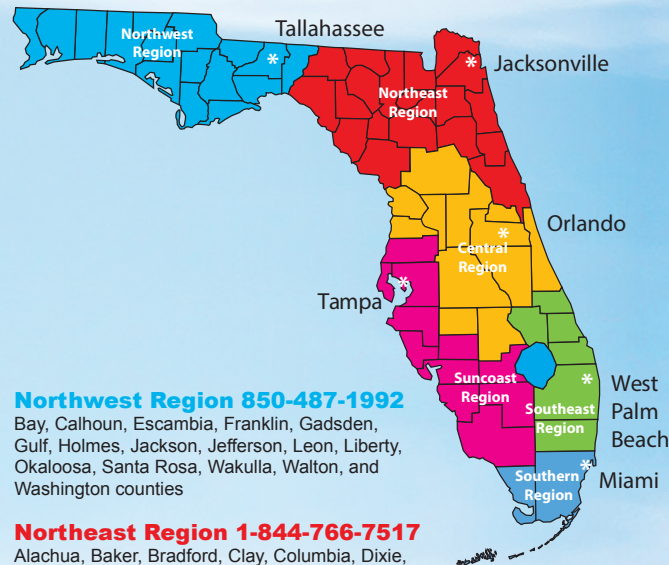 Tallahassee
Northwest
Region
*
*
Jacksonville
Northeast
Region
Orlando
*
Central
Region
*
Tampa
Suncoast
Region
*
West
Palm
Beach
Southeast
Region
*
Miami
Southern
Region
Northwest Region 850-487-1992
Bay, Calhoun, Escambia, Franklin, Gadsden,
Gulf, Holmes, Jackson, Jefferson, Leon, Liberty,
Okaloosa, Santa Rosa, Wakulla, Walton, and
Washington counties
Northeast Region 1-844-766-7517
Alachua, Baker, Bradford, Clay, Columbia, Dixie,